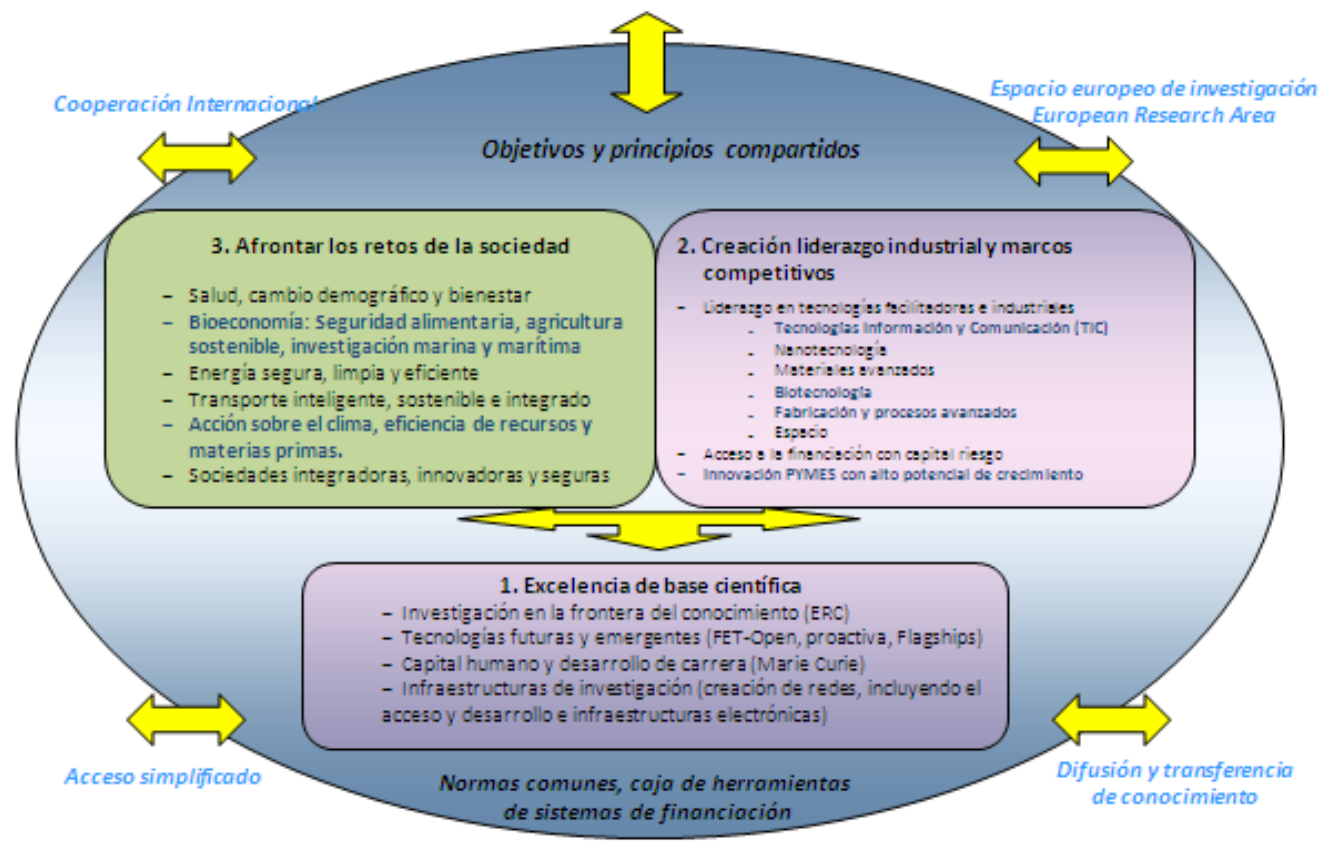 Cooperación Internacional
Espacio europeo de investigación
European Research Area
Objetivos y principios compartidos
3. Afrontar los retos de la sociedad
– Salud, cambio demográfico y bienestar
– Bioeconomía: Seguridad alimentaria, agricultura
sostenible, investigación marina y marítima
– Energía segura, limpia y eficiente
– Transporte inteligente, sostenible e integrado
– Acción sobre el clima, eficiencia de recursos y
materias primas.
– Sociedades integradoras, innovadoras y seguras
2. Creación liderazgo industrial y marcos
competitivos
– Liderazgo en tecnologías facilitadoras e industriales
- Tecnologías Información y Comunicación (TIC)
- Nanotecnología
- Materiales avanzados
- Biotecnología
- Fabricación y procesos avanzados
- Espacio
– Acceso a la financiación con capital riesgo
– Innovación PYMES con alto potencial de crecimiento
1. Excelencia de base científica
– Investigación en la frontera del conocimiento (ERC)
– Tecnologías futuras y emergentes (FET-Open, proactiva, Flagships)
– Capital humano y desarrollo de carrera (Marie Curie)
– Infraestructuras de investigación (creación de redes, incluyendo el
acceso y desarrollo e infraestructuras electrónicas)
Acceso simplificado
Normas comunes, caja de herramientas
de sistemas de financiación
Difusión y transferencia
de conocimiento